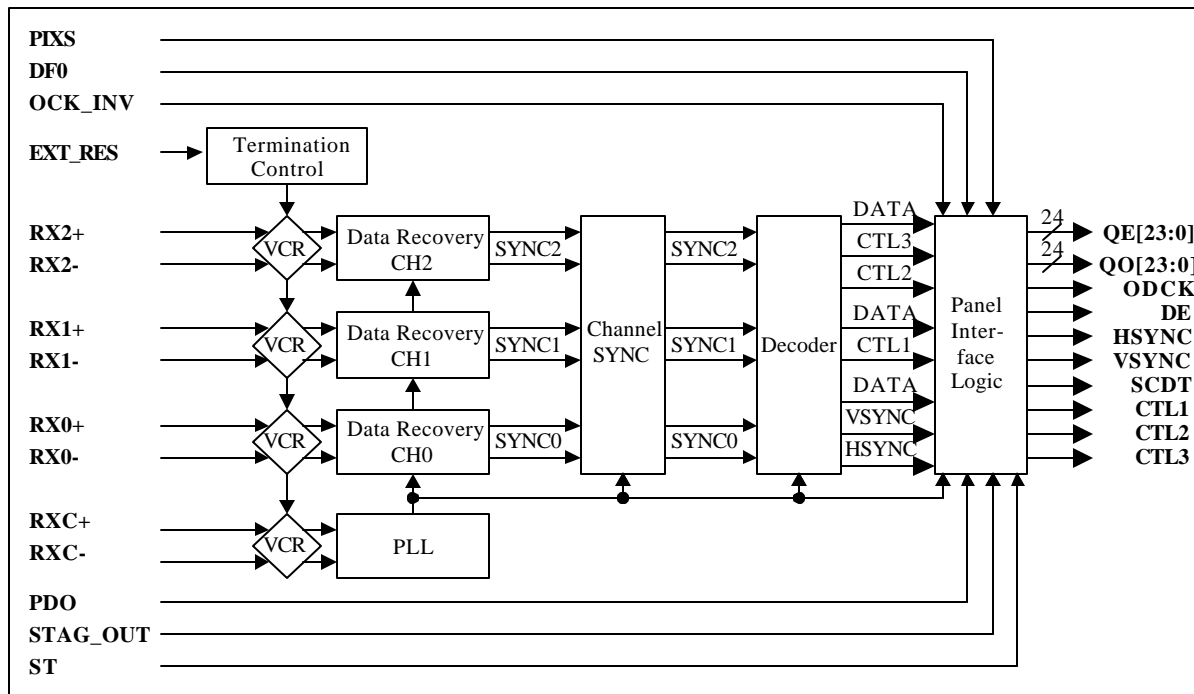 PIXS
DF0
OCK_INV
EXT_RES
Termination
Control
RX2+
RX2-
VCR
Data Recovery
CH2
SYNC2
RX1+
RX1-
VCR
Data Recovery
CH1
SYNC1
RX0+
RX0-
VCR
Data Recovery
CH0
SYNC0
RXC+
RXC-
VCR
PLL
Channel
SYNC
SYNC2
SYNC1
SYNC0
Decoder
DATA
CTL3
CTL2
DATA
CTL1
DATA
VSYNC
HSYNC
Panel
Inter-
face
Logic
24
QE[23:0]
24
QO[23:0]
ODCK
DE
HSYNC
VSYNC
SCDT
CTL1
CTL2
CTL3
PDO
STAG_OUT
ST